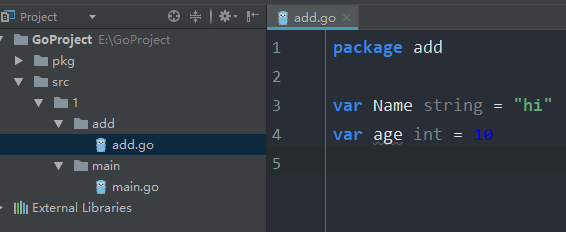 Project
GoProject E:\GoProject
pkg
src
1
add
add.go
main
main.go
External Libraries
add.go
1 package add
2
3 var Name string = "hi"
4 var age int = 10
5